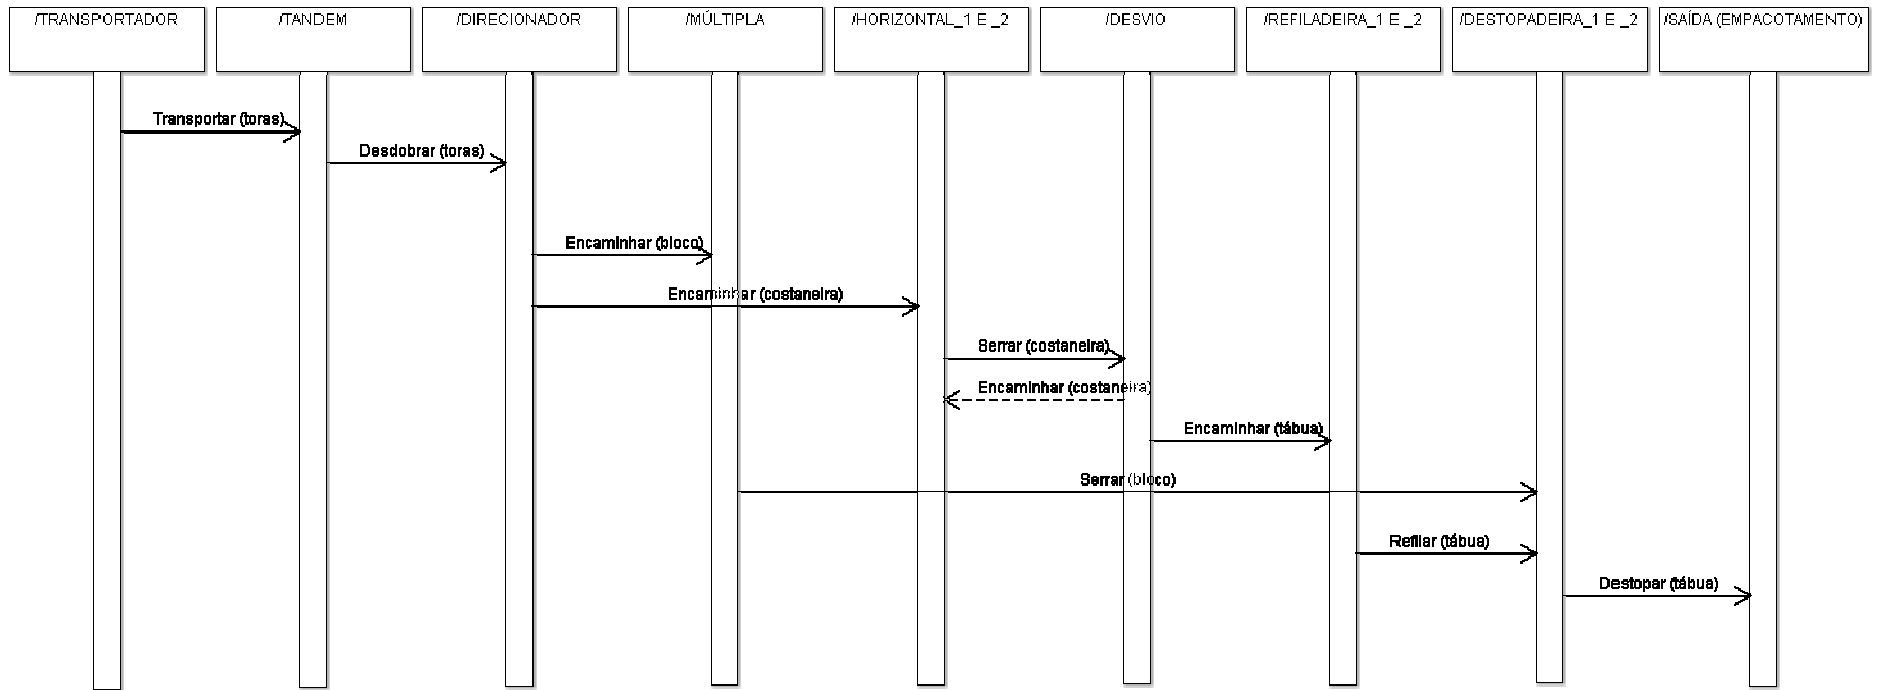 /TRANSPORTADOR
/TANDEM
/DIRECIONADOR
/MÚLTIPLA
/HORIZONTAL_1 E _2
/DESVIO
/REFILADEIRA_1 E _2
/DESTOPADEIRA_1 E _2
/SAÍDA (EMPACOTAMENTO)
Transportar (toras)
Desdobrar (toras)
Encaminhar (bloco)
Encaminhar (costaneira)
Serrar (costaneira)
Encaminhar (costaneira)
Encaminhar (tábua)
Serrar (bloco)
Refilar (tábua)
Destopar (tábua)